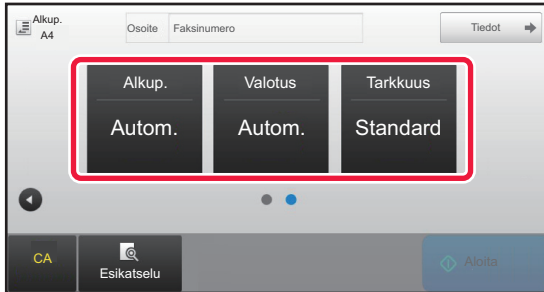 Alkup.
A4
Osoite Faksinumero
Tiedot
Alkup. Valotus Tarkkuus
Autom. Autom. Standard
CA
Esikatselu
Aloita